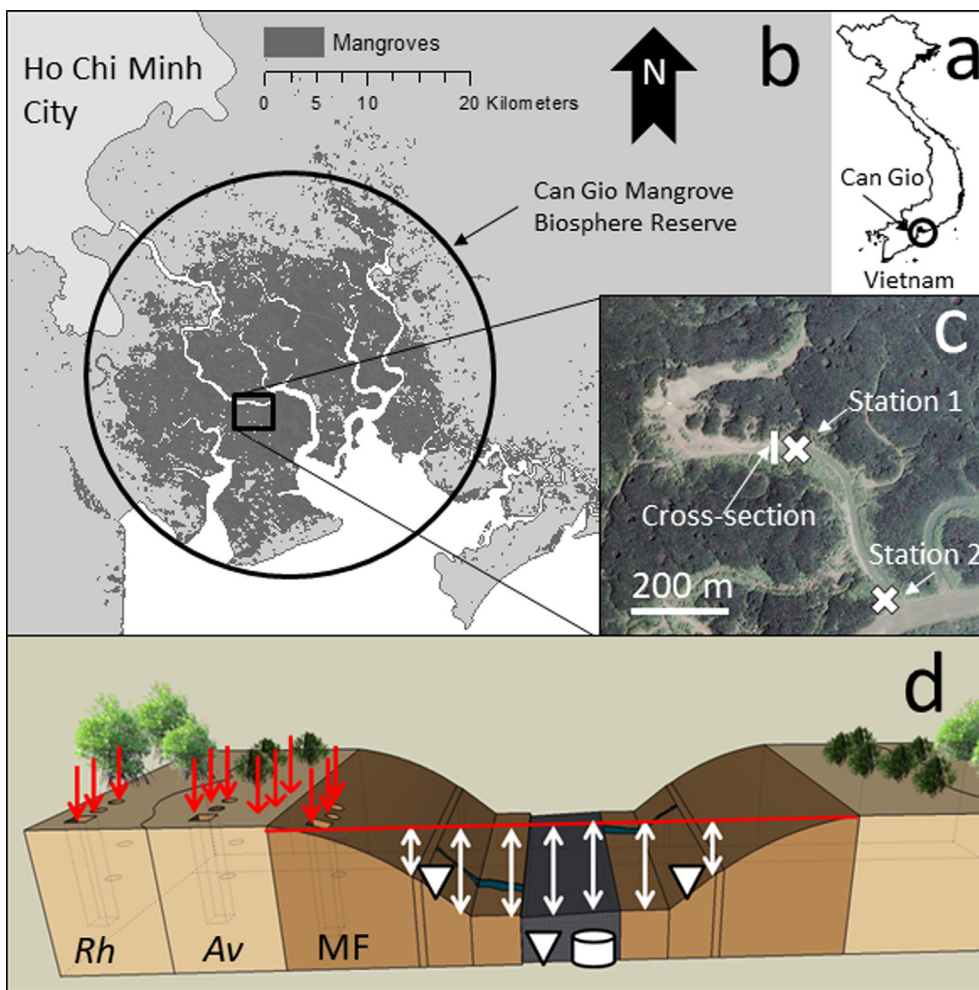 Ho Chi Minh
City
Mangroves
0 5 10 20 Kilometers
N
b
Can Gio Mangrove
Biosphere Reserve
a
Can Gio
Vietnam
c
Station 1
Cross-section
Station 2
200 m
d
Rh
Av
MF